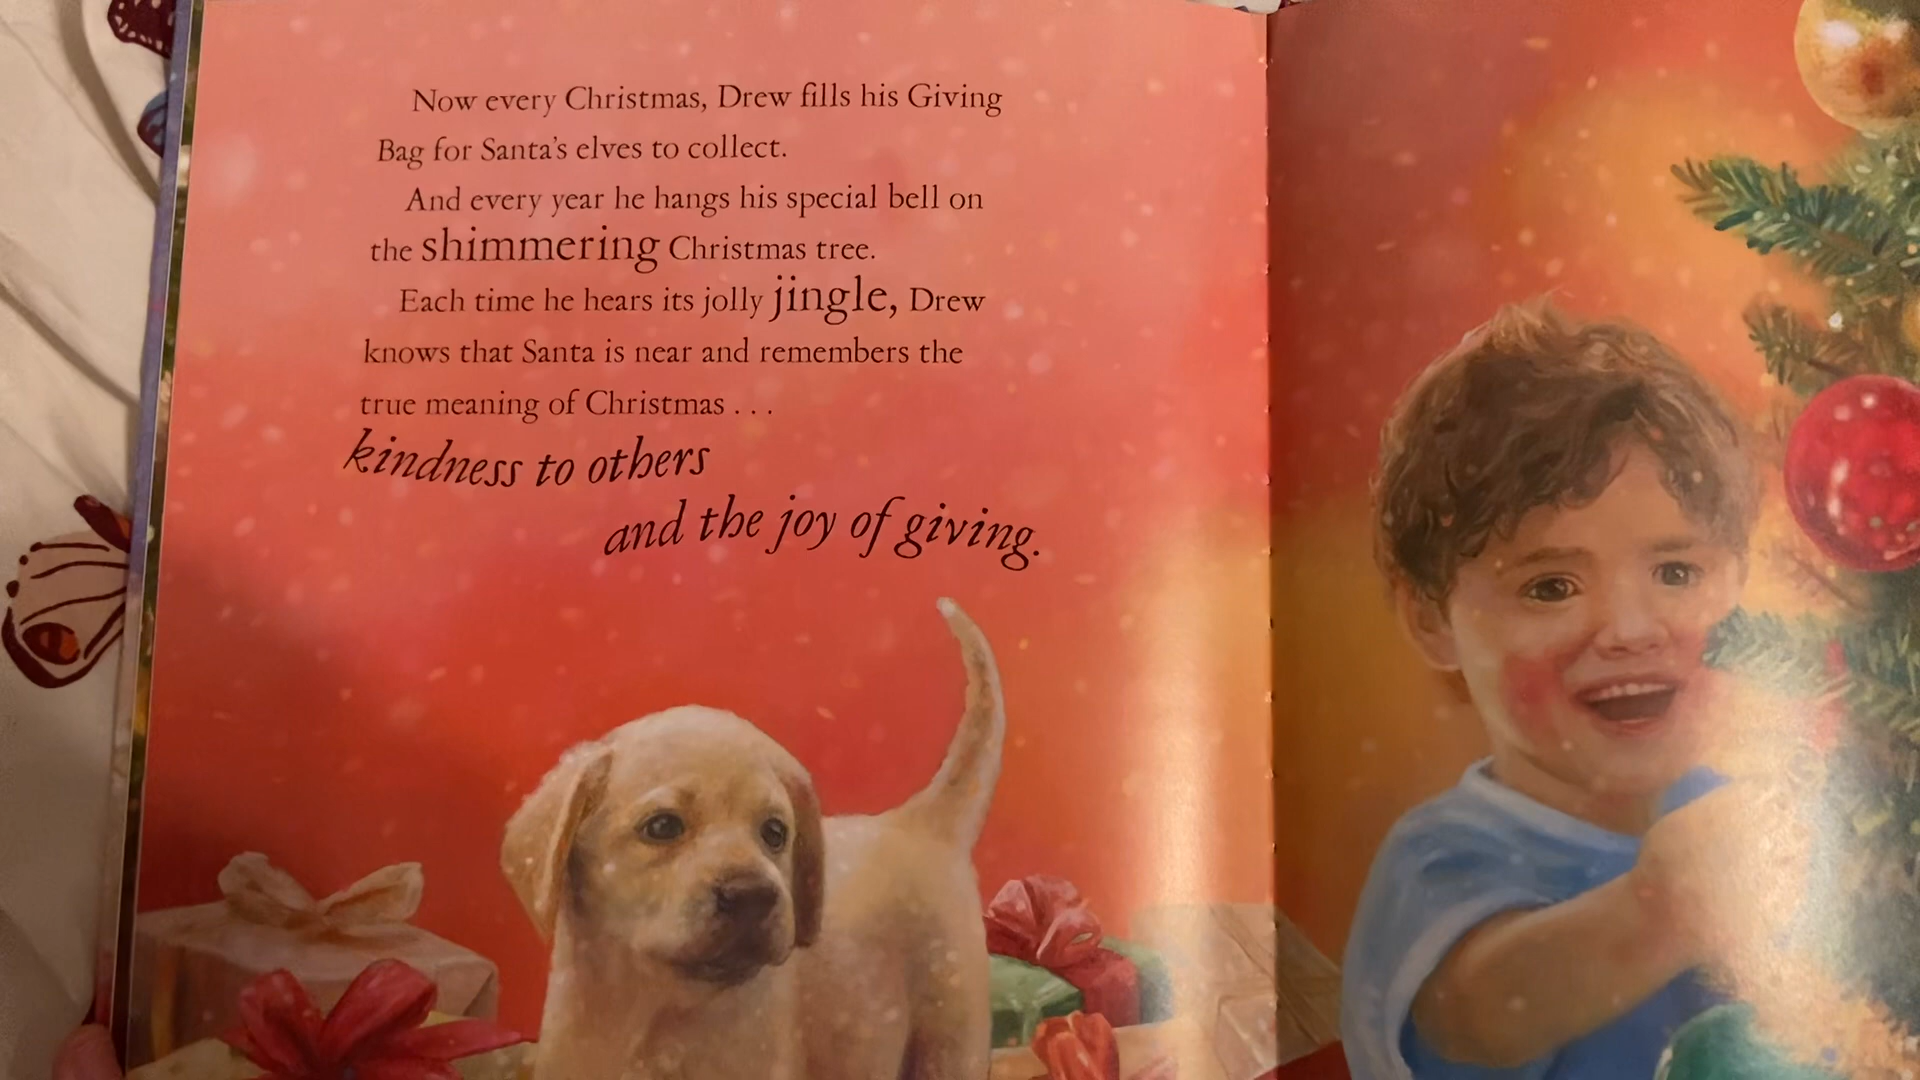 Now every Christmas, Drew fills his Giving
Bag for Santa's elves to collect.
And every year he hangs his special bell on
the shimmering Christmas tree.
Each time he hears its jolly jingle, Drew
knows that Santa is near and remembers the
true meaning of Christmas . . .
kindness to others
and the joy of giving.